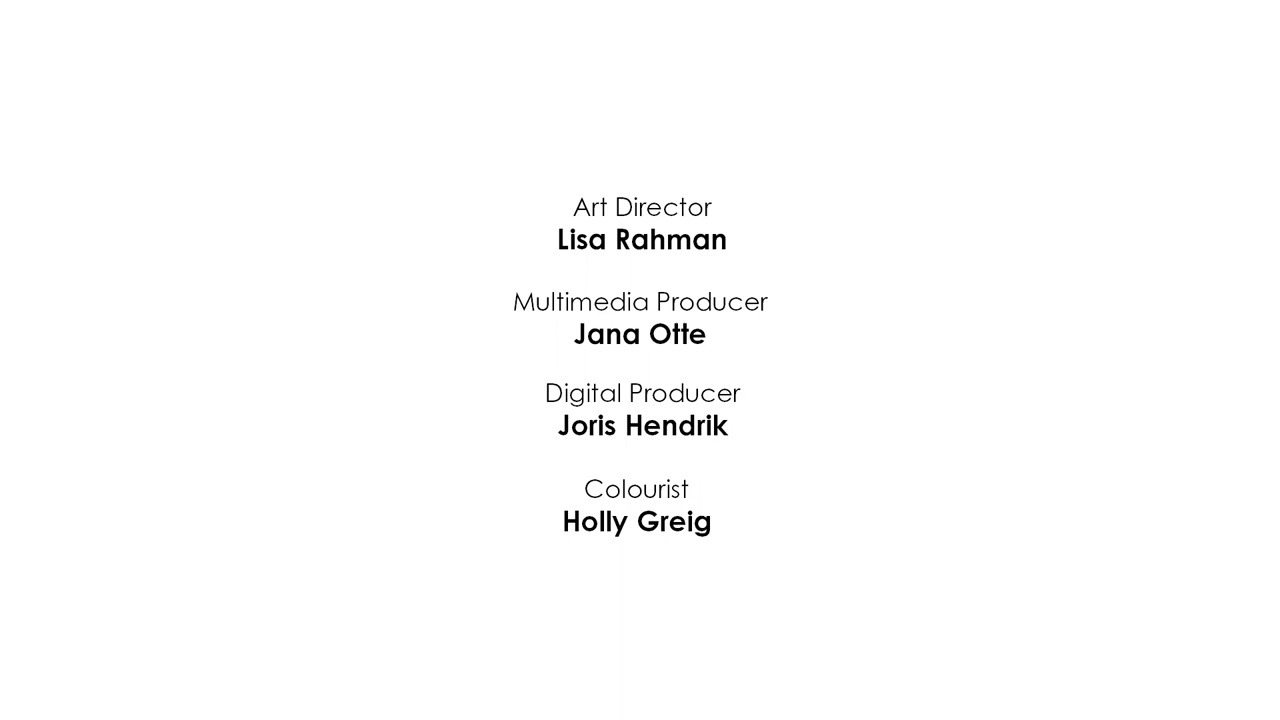 Art Director
Lisa Rahman
Multimedia Producer
Jana Otte
Digital Producer
Joris Hendrik
Colourist
Holly Greig